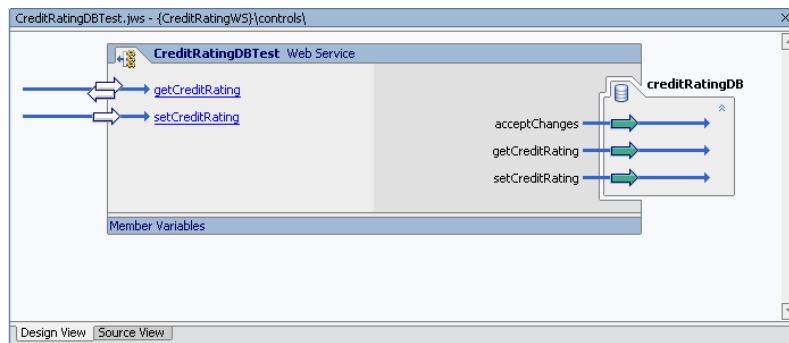 CreditRatingDBTest.jws - {CreditRatingWS}\controls\
CreditRatingDBTest Web Service
getCreditRating
setCreditRating
creditRatingDB
acceptChanges
getCreditRating
setCreditRating
Member Variables
Design View Source View